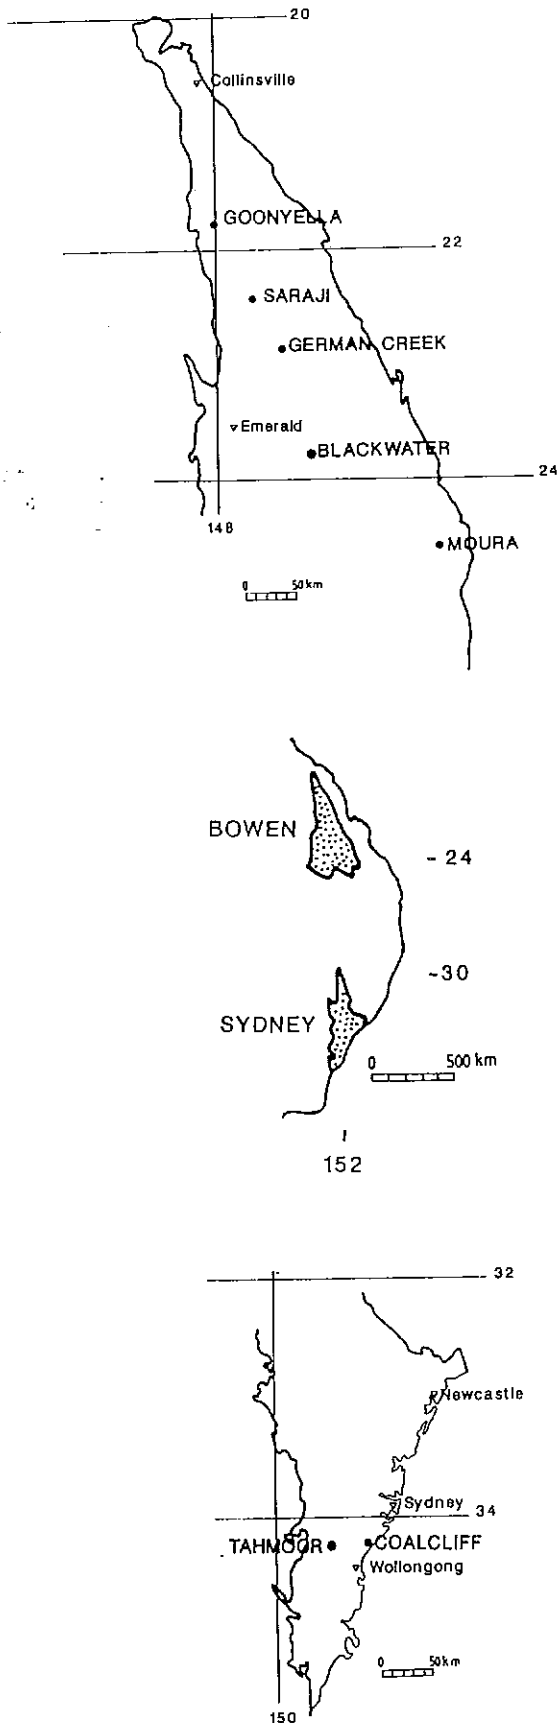 20
Collinsville
GOONYELLA
22
SARAJI
GERMAN CREEK
Emerald
BLACKWATER
24
148
MOURA
0 50km
BOWEN
-24
-30
SYDNEY
0 500 km
152
32
Newcastle
Sydney
34
TAHMOOR COALCLIFF
Wollongong
0 50km
150